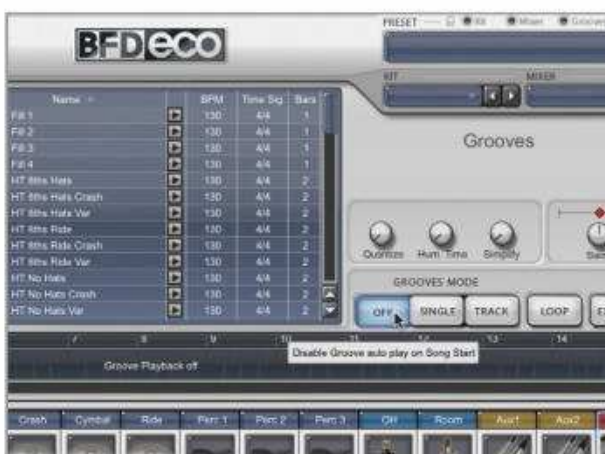 PRESET Kit Mixer Grooves
BFD eco
KIT MIXER
Name BPM Time Sig Bars
Fill 1 130 4/4 1
Fill 2 130 4/4 1
Fill 3 130 4/4 1
Fill 4 130 4/4 1
HT 8ths Hats 130 4/4 2
HT 8ths Hats Crash 130 4/4 2
HT 8ths Hats Var 130 4/4 2
HT 8ths Ride 130 4/4 2
HT 8ths Ride Crash 130 4/4 2
HT 8ths Ride Var 130 4/4 2
HT No Hats 130 4/4 2
HT No Hats Crash 130 4/4 2
HT No Hats Var 130 4/4 2
Grooves
Quantize Hum Time Simplify
GROOVES MODE
OFF SINGLE TRACK LOOP
7 8 9 10 13 14
Disable Groove auto play on Song Start
Groove Playback off
Crash Cymbal Ride Perc 1 Perc 2 Perc 3 OH Room Aux1 Aux2